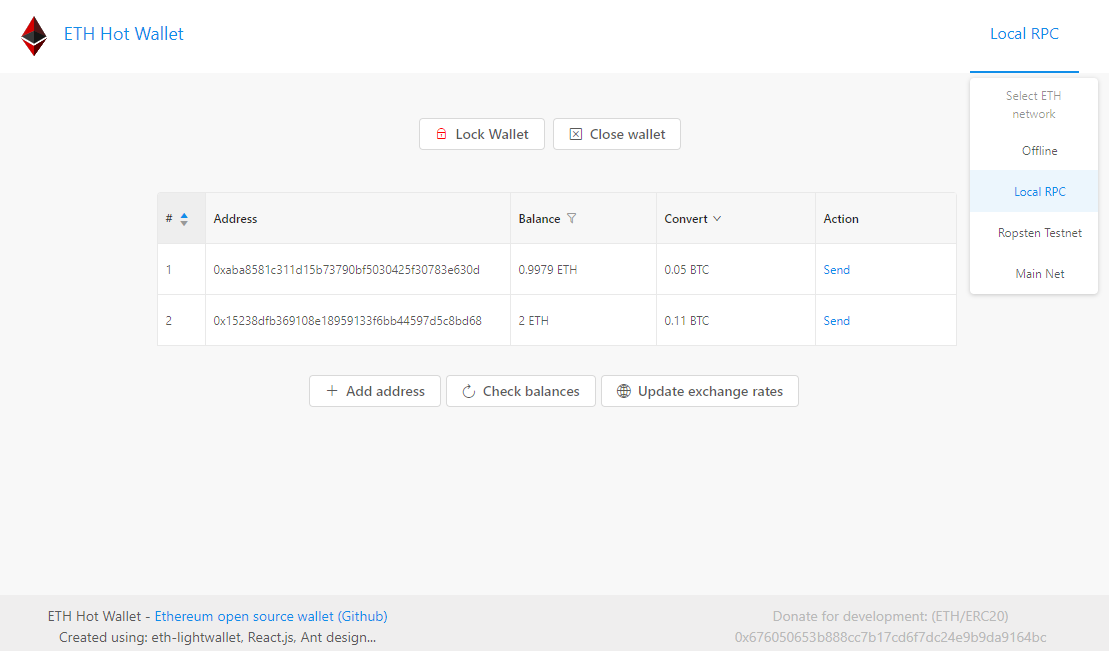 ETH Hot Wallet
Local RPC
Select ETH
network
Offline
Local RPC
Ropsten Testnet
Main Net
Lock Wallet Close wallet
# Address Balance Convert Action
1 0xaba8581c311d15b73790bf5030425f30783e630d 0.9979 ETH 0.05 BTC Send
2 0x15238dfb369108e18959133f6bb44597d5c8bd68 2 ETH 0.11 BTC Send
Add address Check balances Update exchange rates
ETH Hot Wallet - Ethereum open source wallet (Github)
Created using: eth-lightwallet, React.js, Ant design...
Donate for development: (ETH/ERC20)
0x676050653b888cc7b17cd6f7dc24e9b9da9164bc